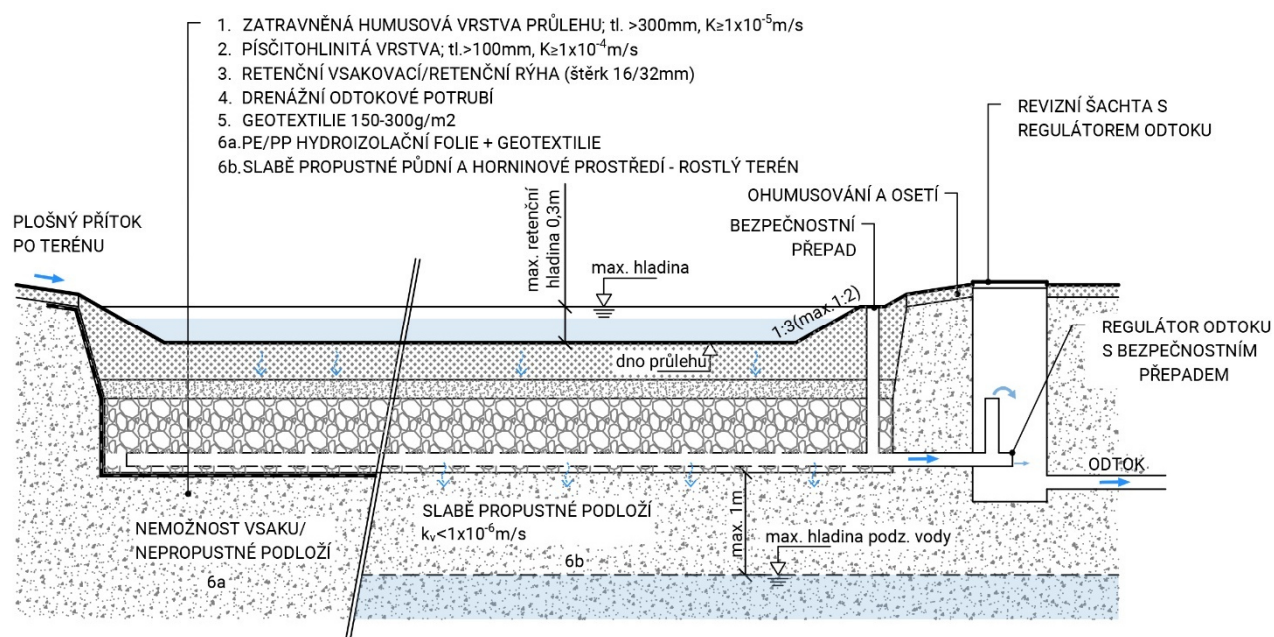 1. ZATRAVNĚNÁ HUMUSOVÁ VRSTVA PRŮLEHU; tl. >300mm, K≥1x10⁻⁵m/s
2. PÍSČITOHLINITÁ VRSTVA; tl.>100mm, K≥1x10⁻⁴m/s
3. RETENČNÍ VSAKOVACÍ/RETENČNÍ RÝHA (štěrk 16/32mm)
4. DRENÁŽNÍ ODTOKOVÉ POTRUBÍ
5. GEOTEXTILIE 150-300g/m2
6a. PE/PP HYDROIZOLAČNÍ FOLIE + GEOTEXTILIE
6b. SLABĚ PROPUSTNÉ PŮDNÍ A HORNINOVÉ PROSTŘEDÍ - ROSTLÝ TERÉN
REVIZNÍ ŠACHTA S
REGULÁTOREM ODTOKU
OHUMUSOVÁNÍ A OSETÍ
BEZPEČNOSTNÍ
PŘEPAD
PLOŠNÝ PŘÍTOK
PO TERÉNU
max. retenční
hladina 0,3m
max. hladina
1:3(max.1:2)
dno průlehu
REGULÁTOR ODTOKU
S BEZPEČNOSTNÍM
PŘEPADEM
ODTOK
NEMOŽNOST VSAKU/
NEPROPUSTNÉ PODLOŽÍ
6a
SLABĚ PROPUSTNÉ PODLOŽÍ
kᵥ<1x10⁻⁶m/s
6b
max. 1m
max. hladina podz. vody